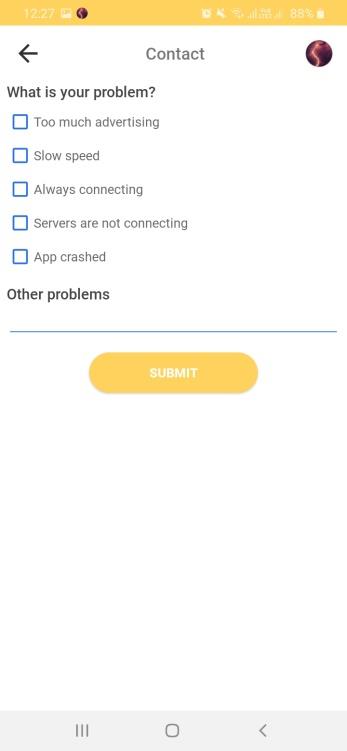 12:27 88%
Contact
What is your problem?
Too much advertising
Slow speed
Always connecting
Servers are not connecting
App crashed
Other problems
SUBMIT